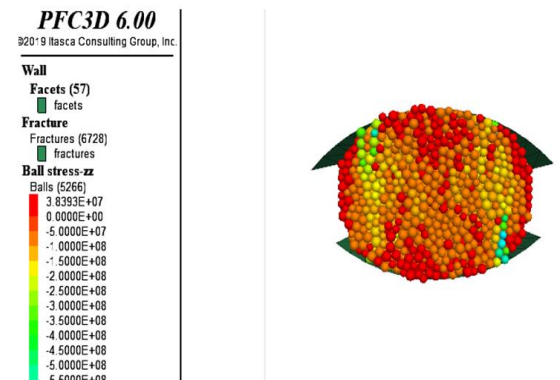 PFC3D 6.00
©2019 Itasca Consulting Group, Inc.
Wall
Facets (57)
facets
Fracture
Fractures (6728)
fractures
Ball stress-zz
Balls (5266)
3.8393E+07
0.0000E+00
-5.0000E+07
-1.0000E+08
-1.5000E+08
-2.0000E+08
-2.5000E+08
-3.0000E+08
-3.5000E+08
-4.0000E+08
-4.5000E+08
-5.0000E+08
-5.5000E+08